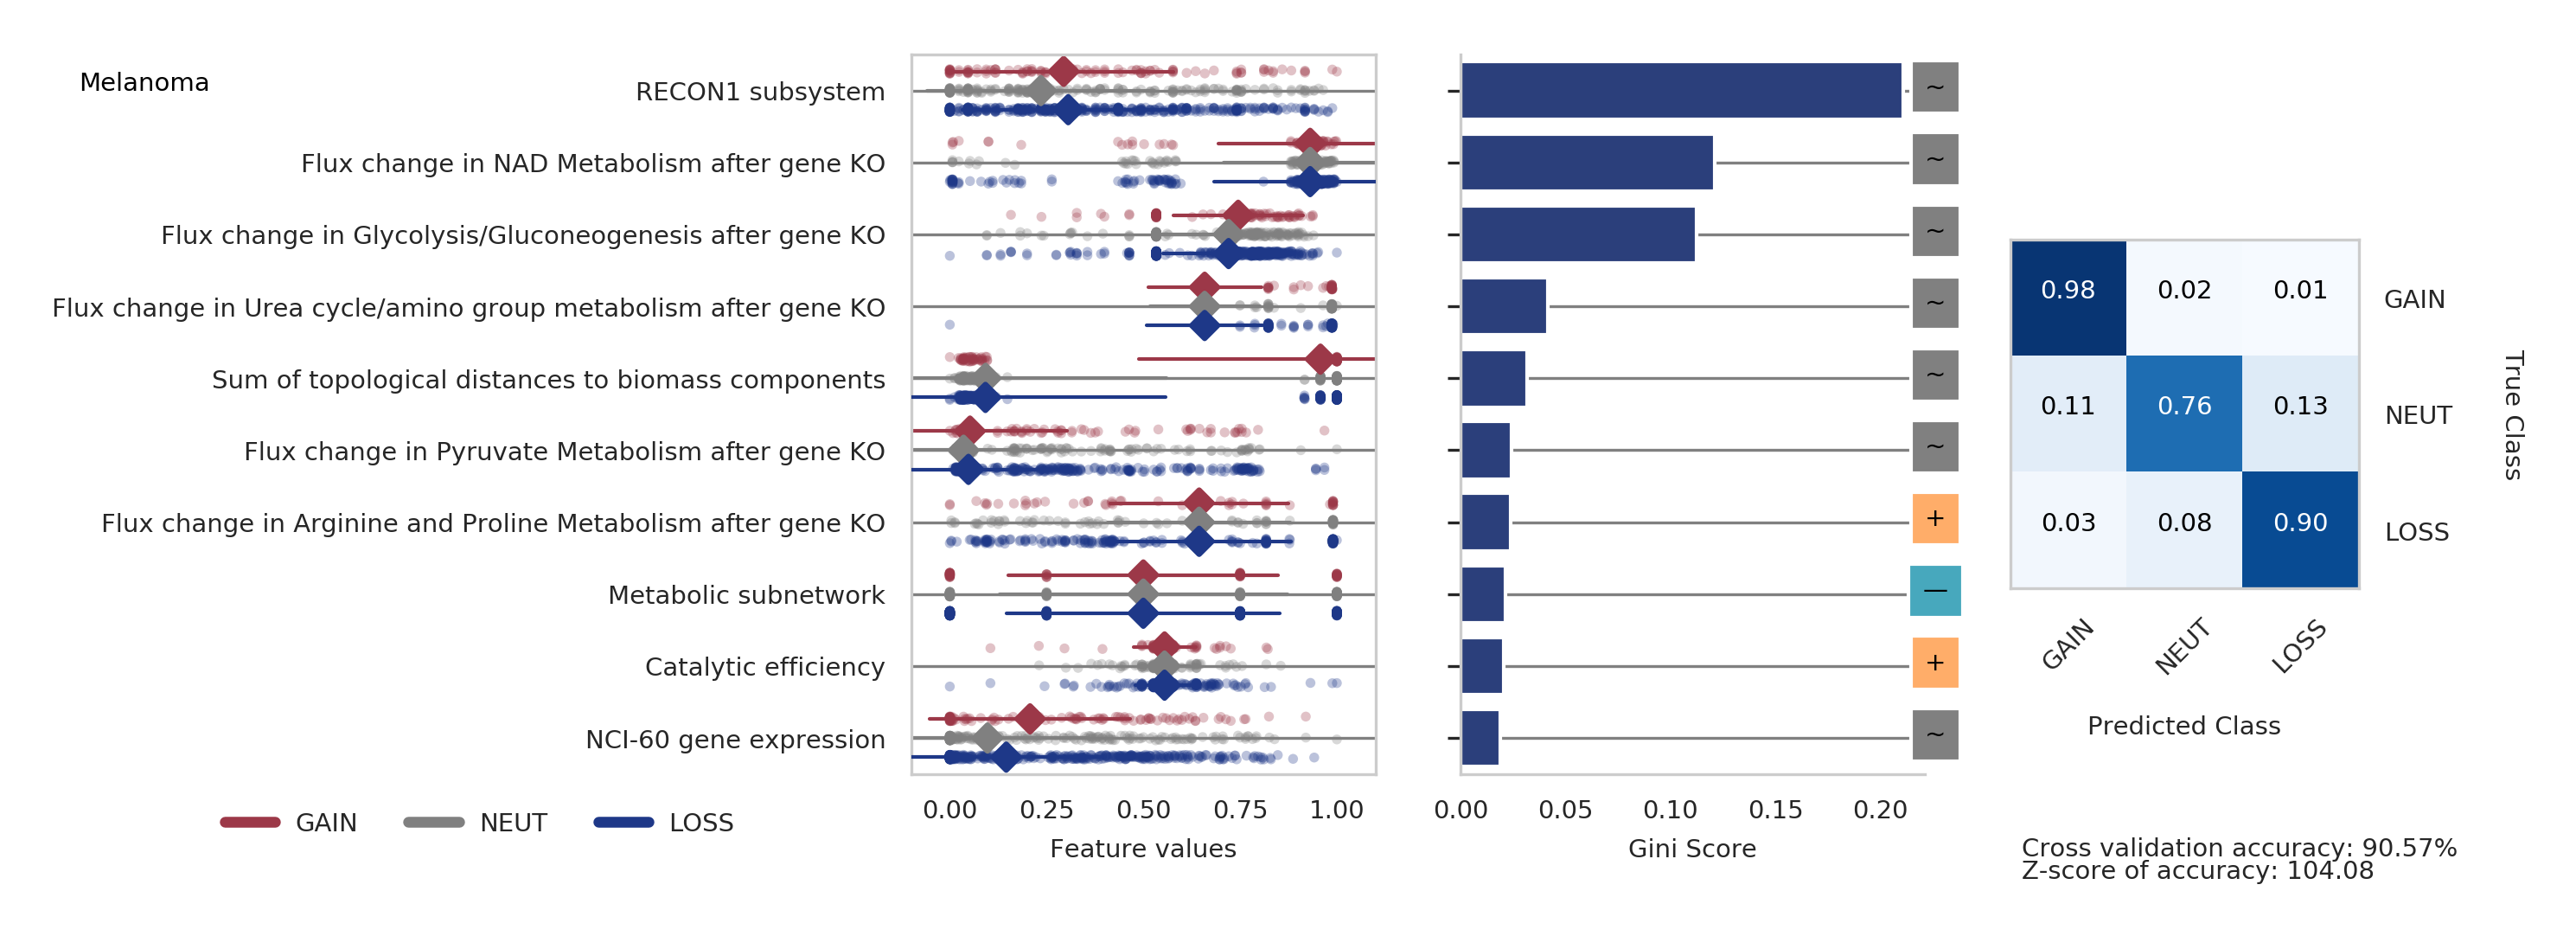 Melanoma
RECON1 subsystem
Flux change in NAD Metabolism after gene KO
Flux change in Glycolysis/Gluconeogenesis after gene KO
Flux change in Urea cycle/amino group metabolism after gene KO
Sum of topological distances to biomass components
Flux change in Pyruvate Metabolism after gene KO
Flux change in Arginine and Proline Metabolism after gene KO
Metabolic subnetwork
Catalytic efficiency
NCI-60 gene expression
GAIN NEUT LOSS
0.00 0.25 0.50 0.75 1.00
Feature values
~
~
~
~
~
~
+
—
+
~
0.00 0.05 0.10 0.15 0.20
Gini Score
0.98 0.02 0.01 GAIN
0.11 0.76 0.13 NEUT
0.03 0.08 0.90 LOSS
True Class
GAIN NEUT LOSS
Predicted Class
Cross validation accuracy: 90.57%
Z-score of accuracy: 104.08